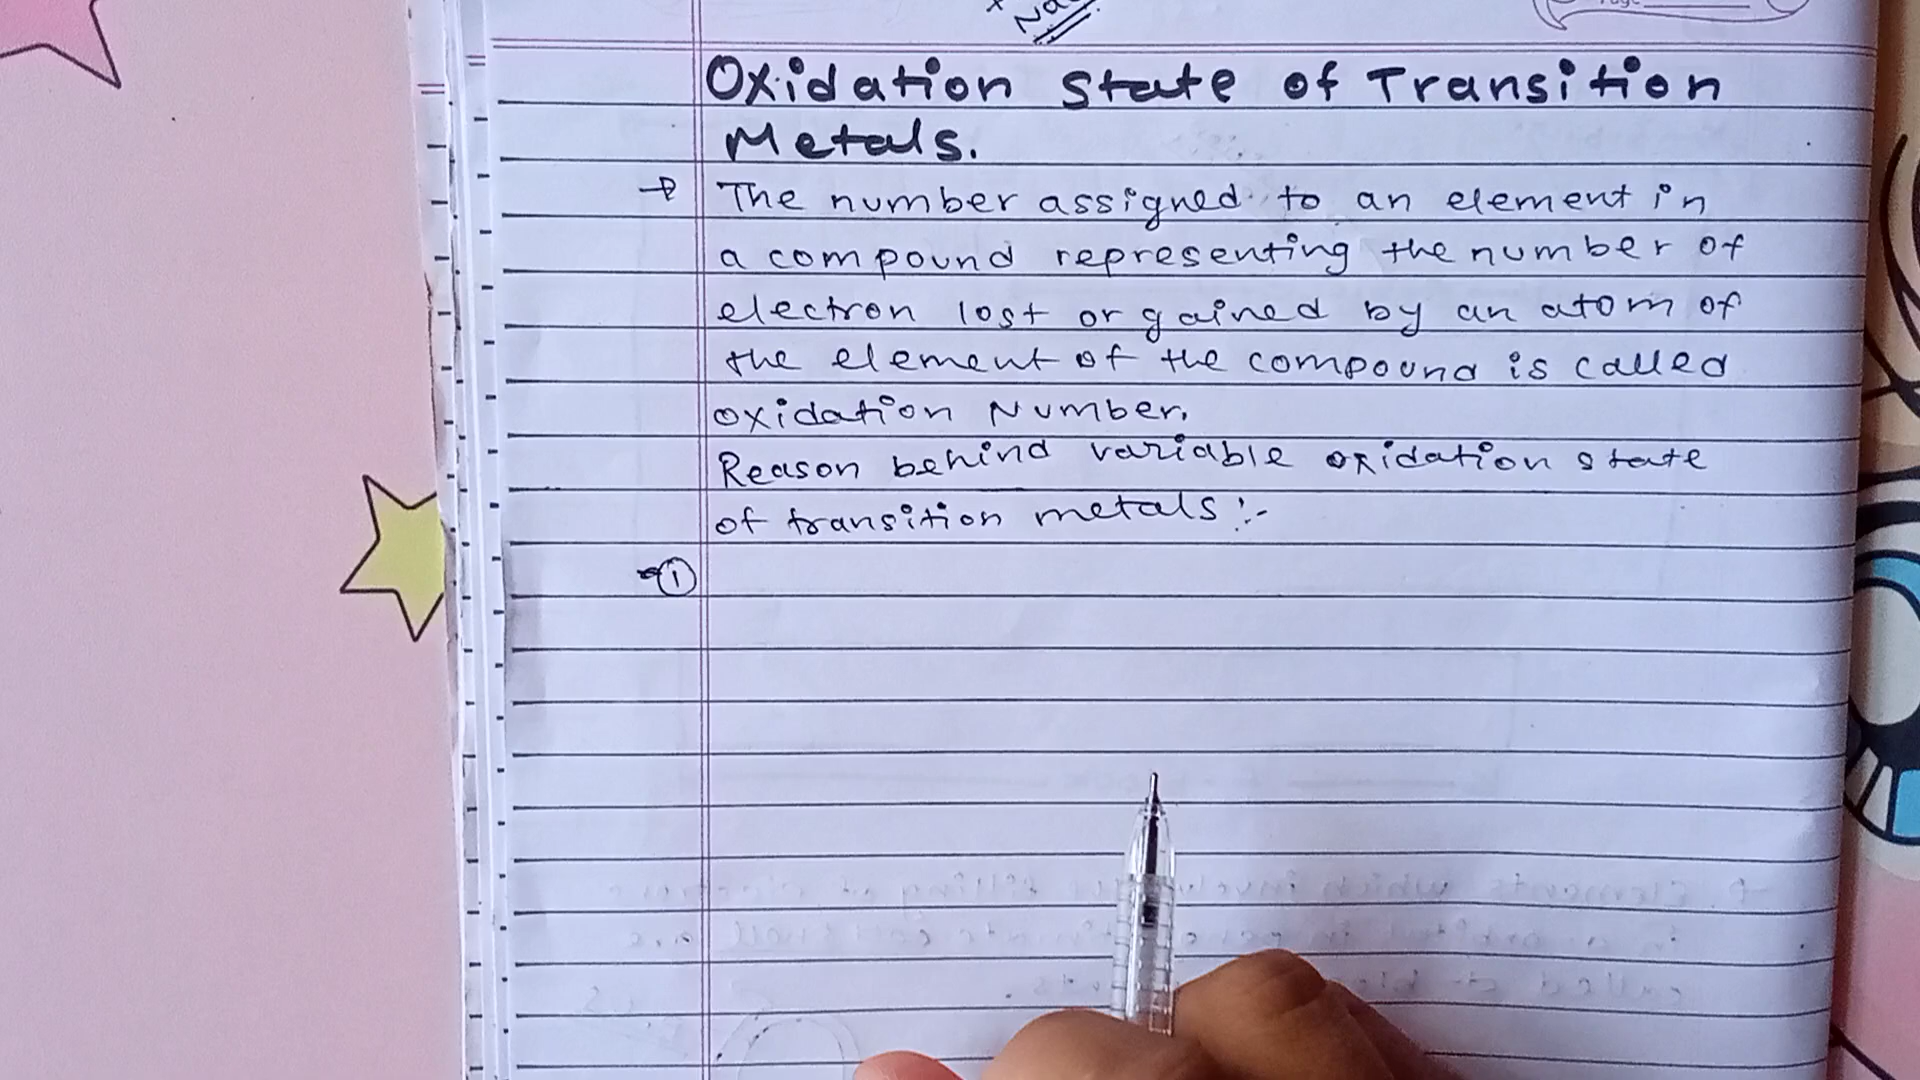 Oxidation State of Transition
Metals.
→ The number assigned to an element in
a compound representing the number of
electron lost or gained by an atom of
the element of the compound is called
oxidation Number.
Reason behind variable oxidation state
of transition metals:-
①